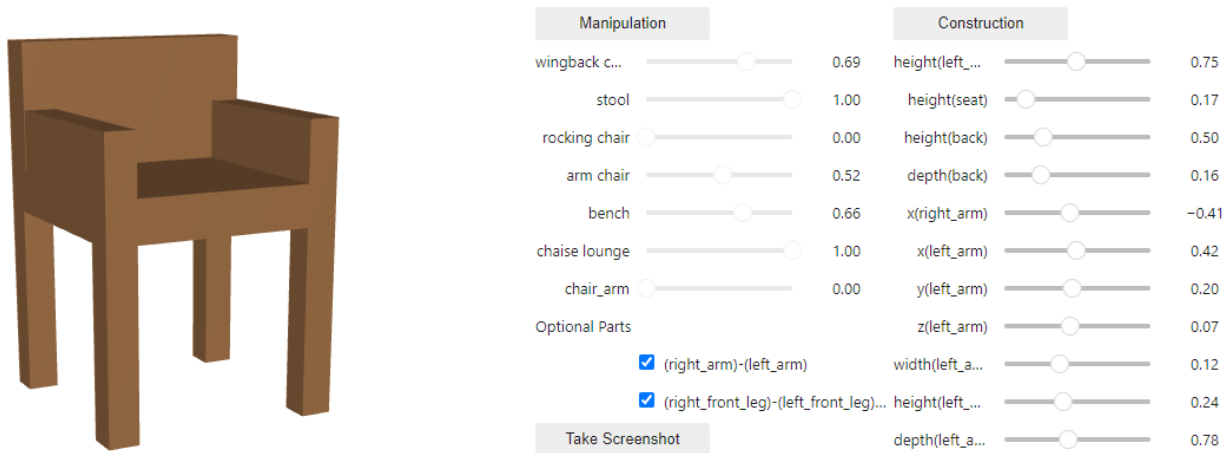 Manipulation
wingback c... 0.69
stool 1.00
rocking chair 0.00
arm chair 0.52
bench 0.66
chaise lounge 1.00
chair_arm 0.00
Optional Parts
(right_arm)-(left_arm)
(right_front_leg)-(left_front_leg)...
Take Screenshot
Construction
height(left_... 0.75
height(seat) 0.17
height(back) 0.50
depth(back) 0.16
x(right_arm) −0.41
x(left_arm) 0.42
y(left_arm) 0.20
z(left_arm) 0.07
width(left_a... 0.12
height(left_... 0.24
depth(left_a... 0.78